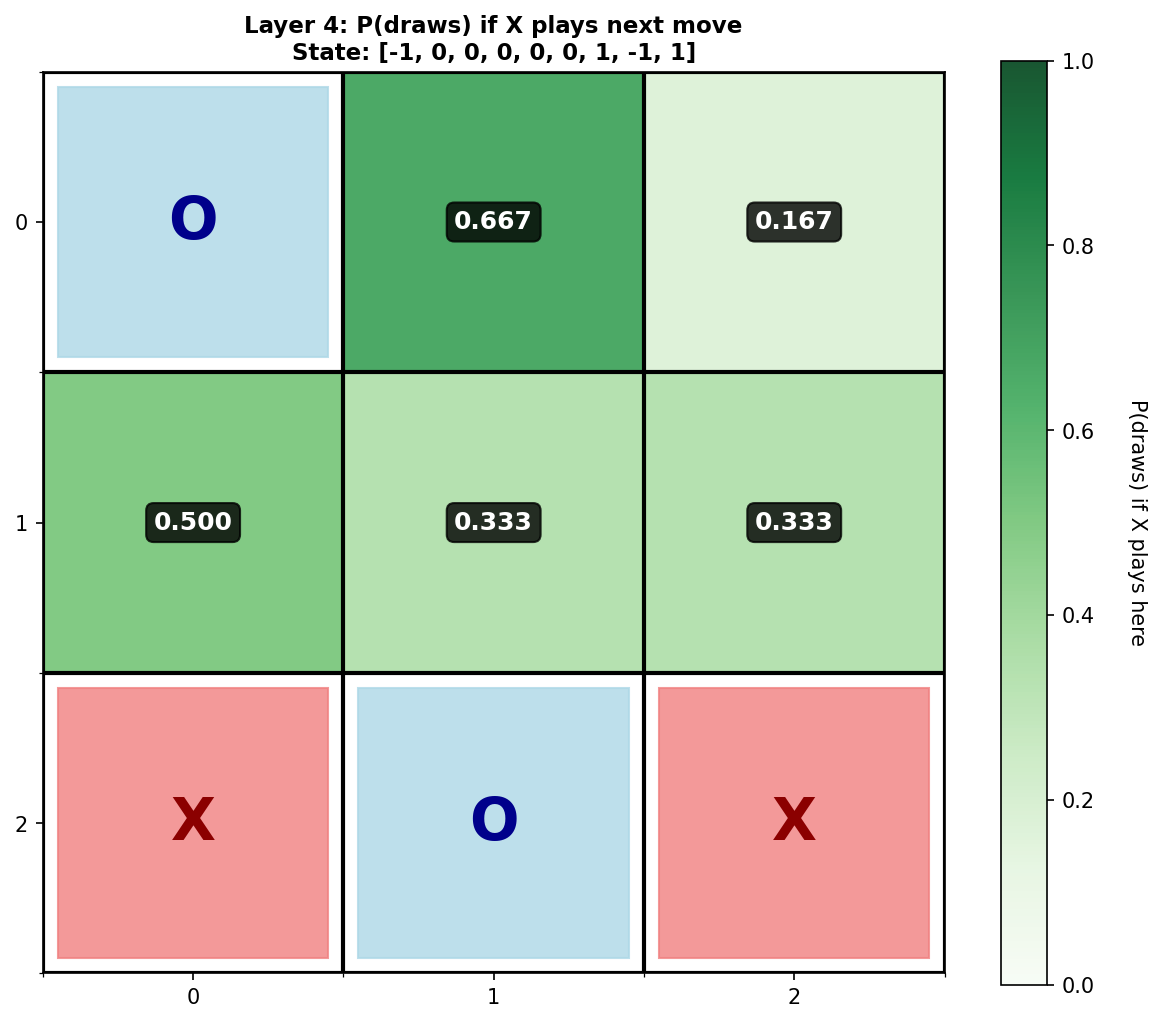 Layer 4: P(draws) if X plays next move
State: [-1, 0, 0, 0, 0, 0, 1, -1, 1]
0
O
0.667
0.167
1
0.500
0.333
0.333
2
X
O
X
0
1
2
1.0
0.8
0.6
0.4
0.2
0.0
P(draws) if X plays here